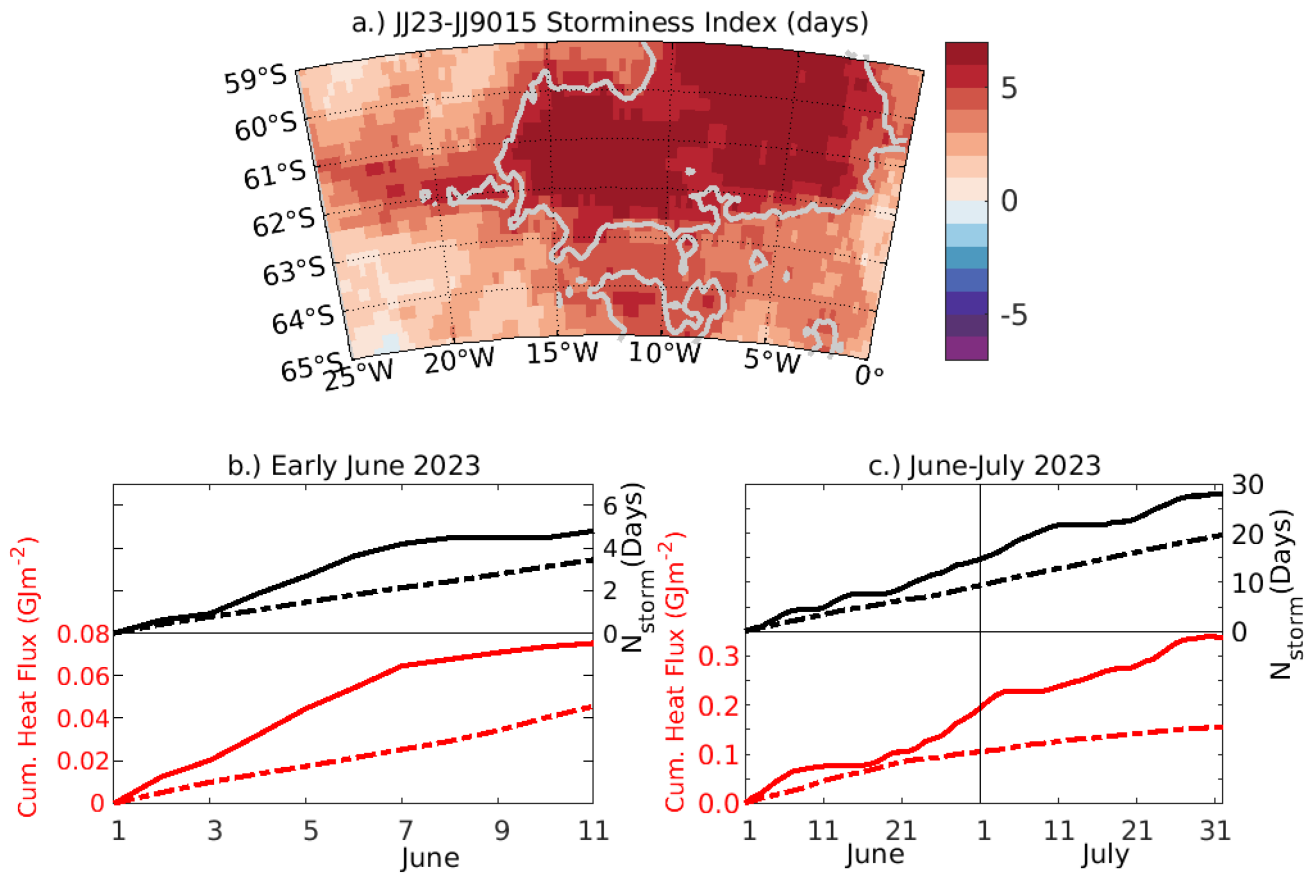 a.) JJ23-JJ9015 Storminess Index (days)
59°S
60°S
61°S
62°S
63°S
64°S
65°S
25°W
20°W
15°W
10°W
5°W
0°
5
0
-5
b.) Early June 2023
Cum. Heat Flux (GJm-2)
0.08
0.06
0.04
0.02
0
6
4
2
0
Nstorm(Days)
1 3 5 7 9 11
June
c.) June-July 2023
Cum. Heat Flux (GJm-2)
0.3
0.2
0.1
0.0
30
20
10
0
Nstorm(Days)
1 11 21 1 11 21 31
June July